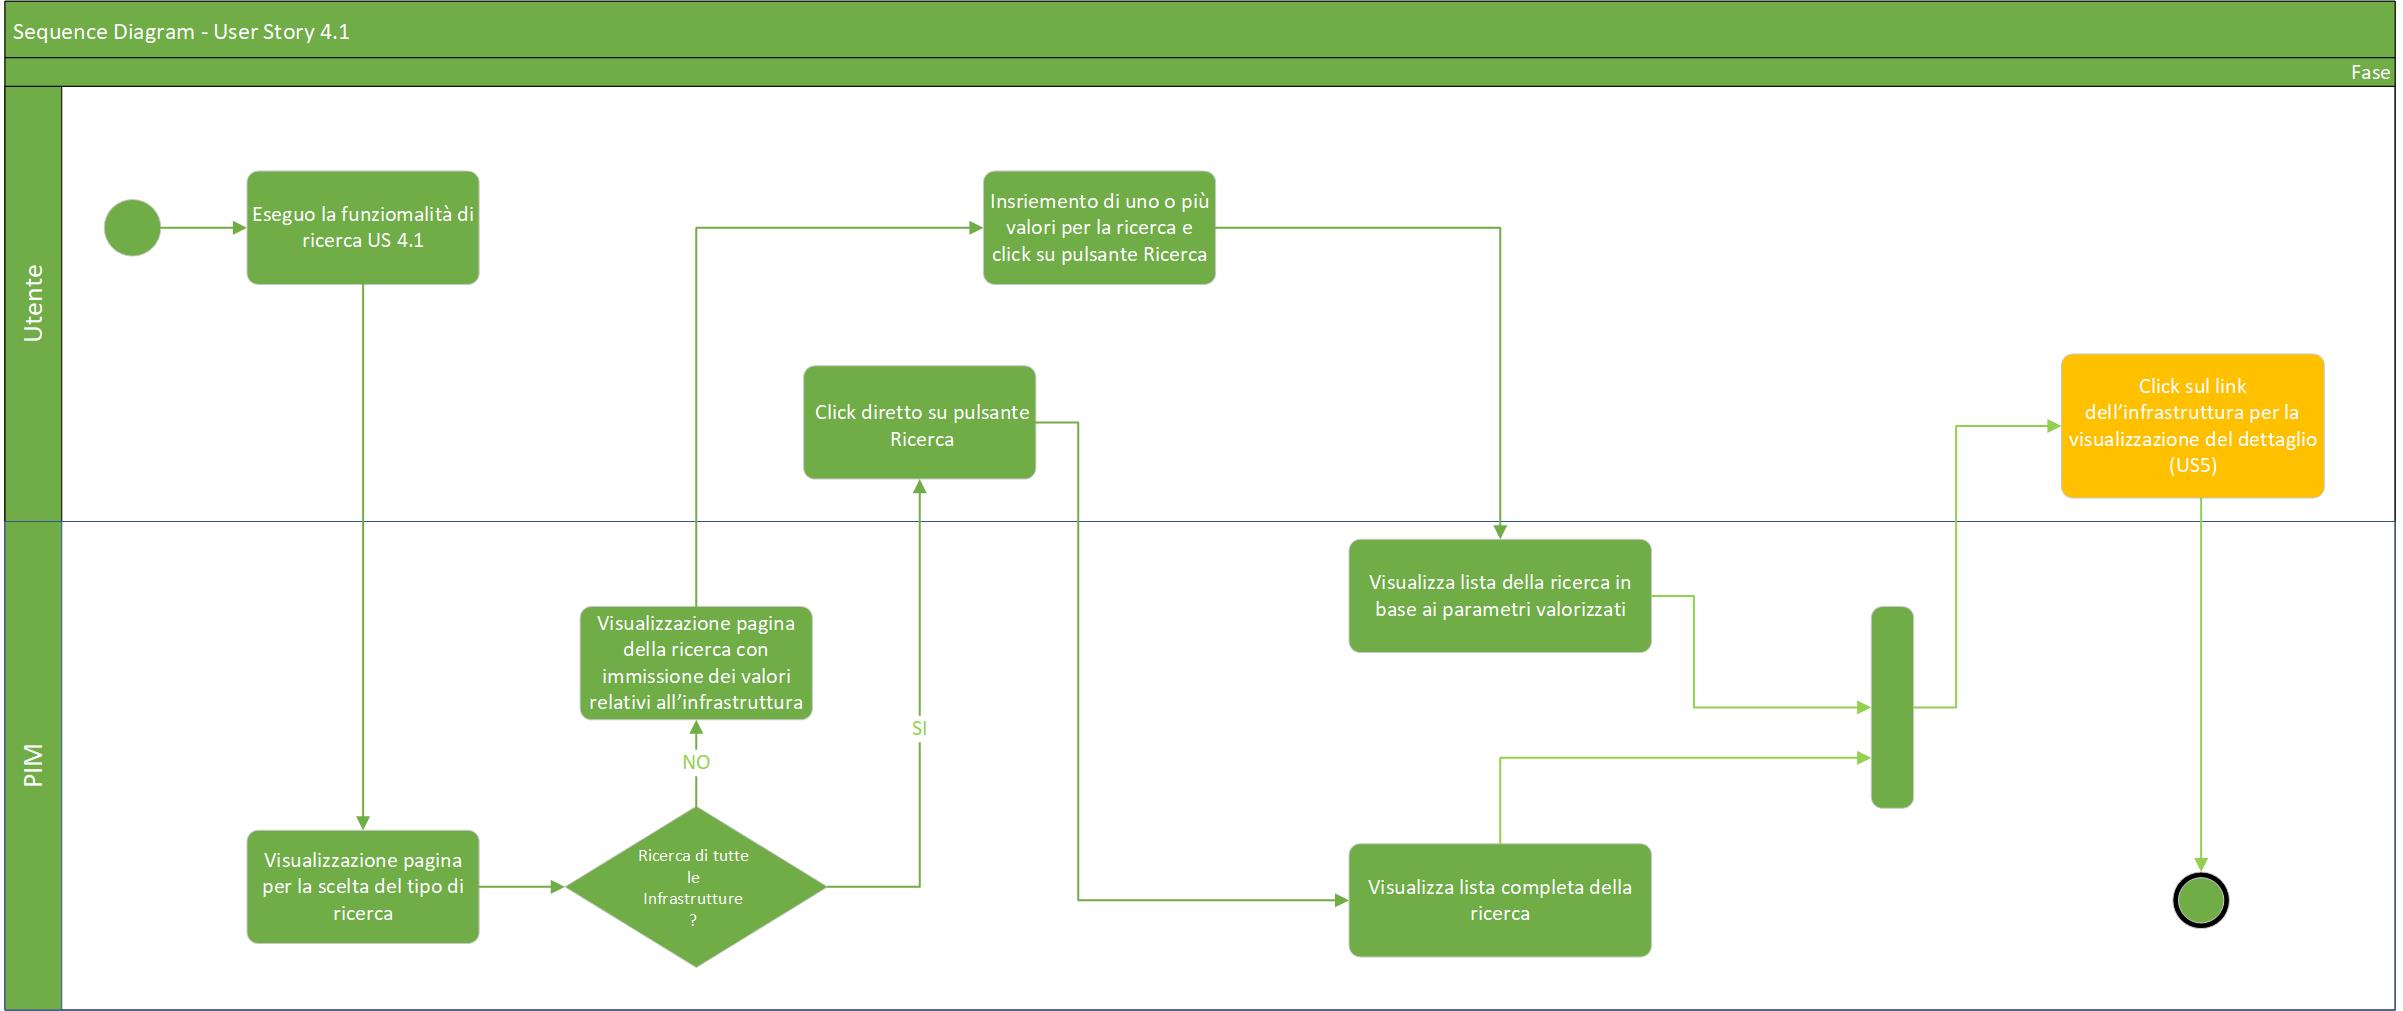 Sequence Diagram - User Story 4.1
Fase
Utente
Eseguo la funziomalità di
ricerca US 4.1
Insriemento di uno o più
valori per la ricerca e
click su pulsante Ricerca
Click diretto su pulsante
Ricerca
Click sul link
dell'infrastruttura per la
visualizzazione del dettaglio
(US5)
PIM
Visualizza lista della ricerca in
base ai parametri valorizzati
Visualizzazione pagina
della ricerca con
immissione dei valori
relativi all'infrastruttura
SI
NO
Visualizzazione pagina
per la scelta del tipo di
ricerca
Ricerca di tutte
le
Infrastrutture
?
Visualizza lista completa della
ricerca